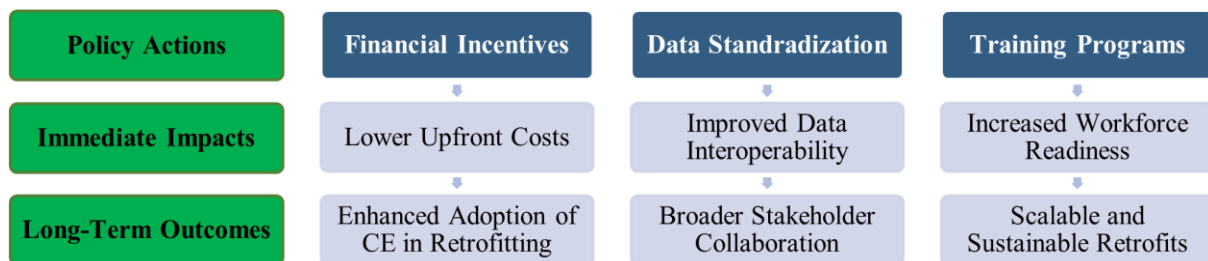 Policy Actions
Financial Incentives
Data Standradization
Training Programs
Immediate Impacts
Lower Upfront Costs
Improved Data
Interoperability
Increased Workforce
Readiness
Long-Term Outcomes
Enhanced Adoption of
CE in Retrofitting
Broader Stakeholder
Collaboration
Scalable and
Sustainable Retrofits